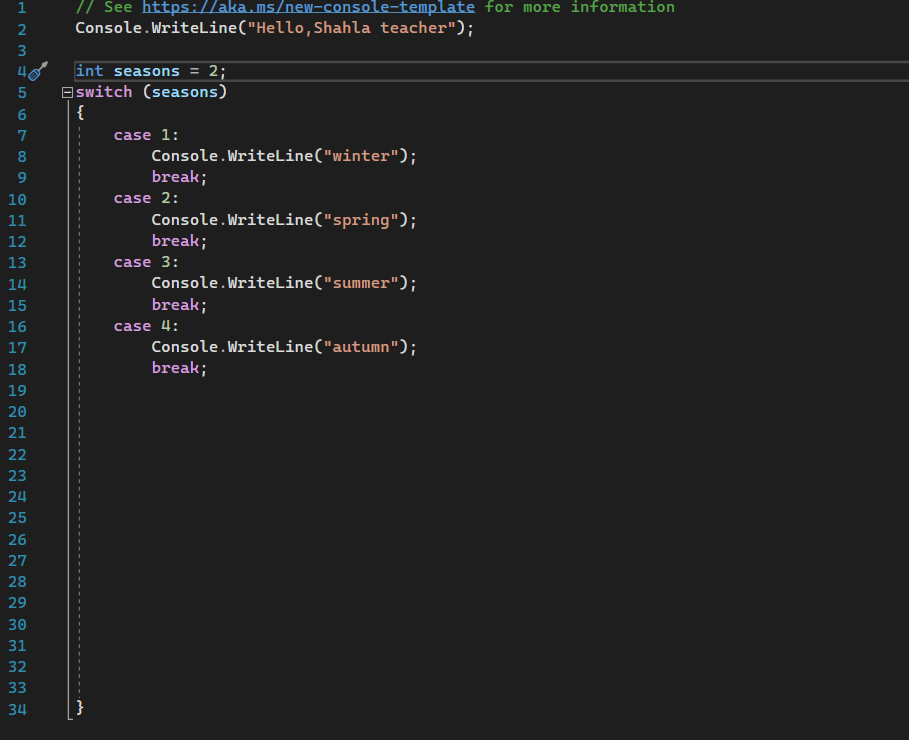 1 // See https://aka.ms/new-console-template for more information
2 Console.WriteLine("Hello,Shahla teacher");
3
4 int seasons = 2;
5 switch (seasons)
6 {
7 case 1:
8 Console.WriteLine("winter");
9 break;
10 case 2:
11 Console.WriteLine("spring");
12 break;
13 case 3:
14 Console.WriteLine("summer");
15 break;
16 case 4:
17 Console.WriteLine("autumn");
18 break;
19
20
21
22
23
24
25
26
27
28
29
30
31
32
33
34 }